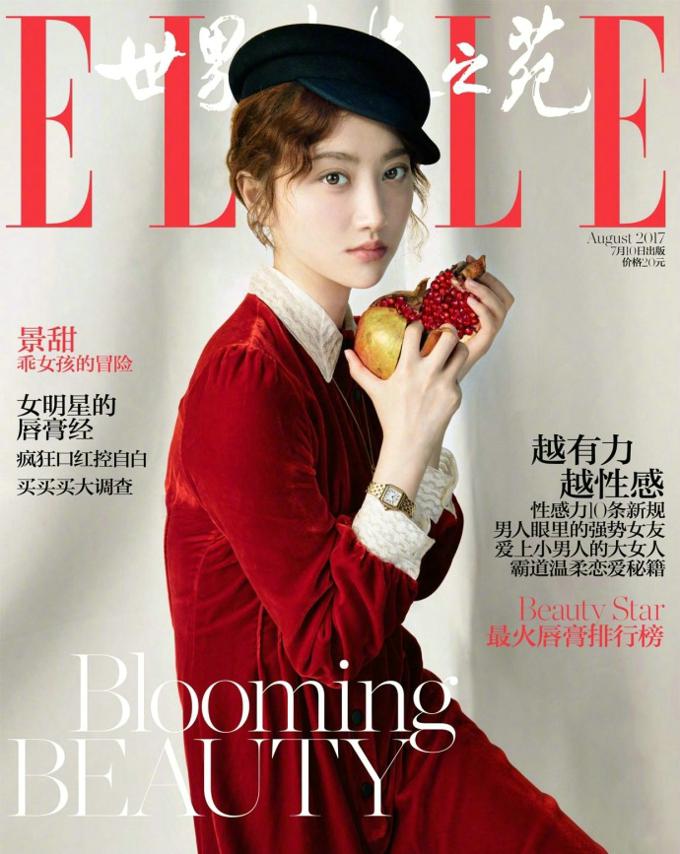 ELLE
世界 之苑
August 2017
7月10日出版
价格20元
景甜
乖女孩的冒险
女明星的
唇膏经
疯狂口红控自白
买买买大调查
越有力
越性感
性感力10条新规
男人眼里的强势女友
爱上小男人的大女人
霸道温柔恋爱秘籍
Beauty Star
最火唇膏排行榜
Blooming
BEAUTY